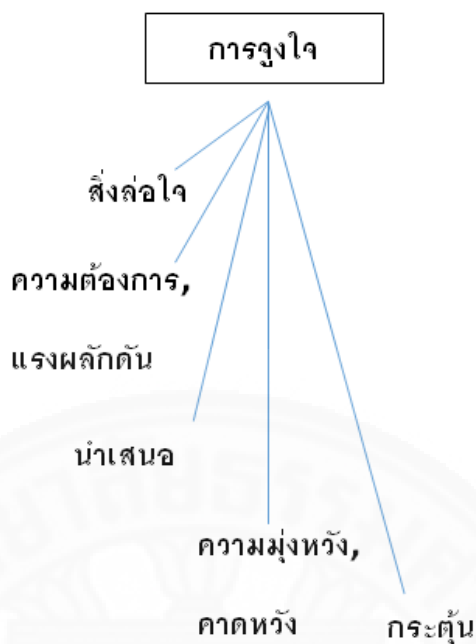 การจูงใจ
สิ่งล่อใจ
ความต้องการ,
แรงผลักดัน
นำเสนอ
ความมุ่งหวัง,
คาดหวัง
กระตุ้น